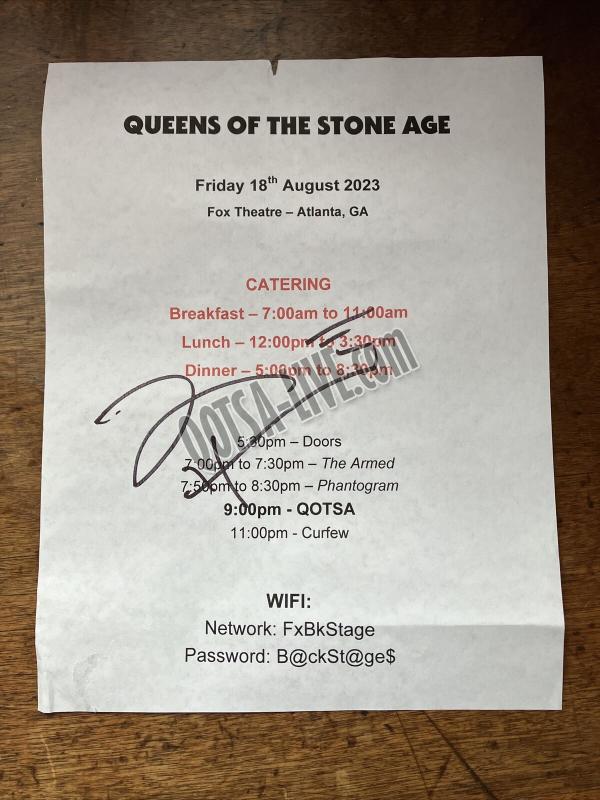 QUEENS OF THE STONE AGE
Friday 18th August 2023
Fox Theatre – Atlanta, GA
CATERING
Breakfast – 7:00am to 11:00am
Lunch – 12:00pm to 3:30pm
Dinner – 5:00pm to 8:30pm
QOTSA-LIVE.com
5:30pm – Doors
7:00pm to 7:30pm – The Armed
7:50pm to 8:30pm – Phantogram
9:00pm - QOTSA
11:00pm - Curfew
WIFI:
Network: FxBkStage
Password: B@ckSt@ge$